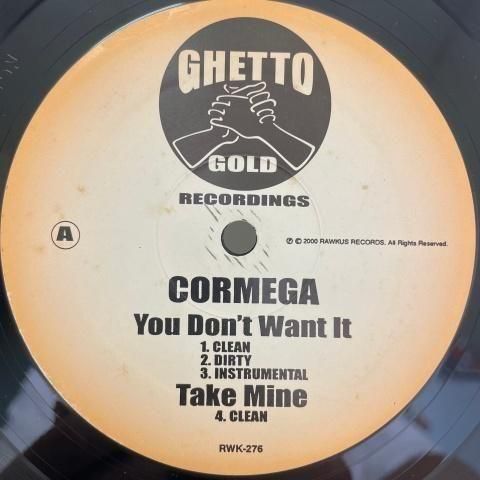 GHETTO
GOLD
RECORDINGS
A
℗ © 2000 RAWKUS RECORDS. All Rights Reserved.
CORMEGA
You Don't Want It
1. CLEAN
2. DIRTY
3. INSTRUMENTAL
Take Mine
4. CLEAN
RWK-276